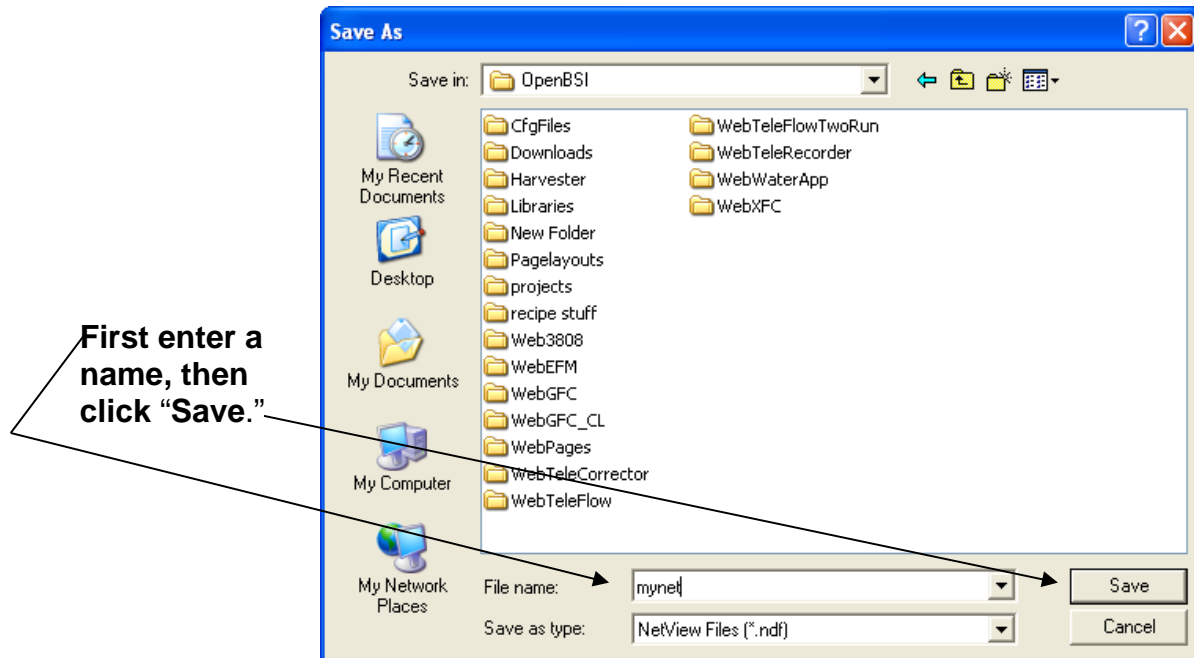 Save As
Save in:
OpenBSI
My Recent
Documents
Desktop
My Documents
My Computer
My Network
Places
CfgFiles
Downloads
Harvester
Libraries
New Folder
Pagelayouts
projects
recipe stuff
Web3808
WebEFM
WebGFC
WebGFC_CL
WebPages
WebTeleCorrector
WebTeleFlow
WebTeleFlowTwoRun
WebTeleRecorder
WebWaterApp
WebXFC
First enter a
name, then
click “Save.”
File name:
mynet
Save
Save as type:
NetView Files (*.ndf)
Cancel